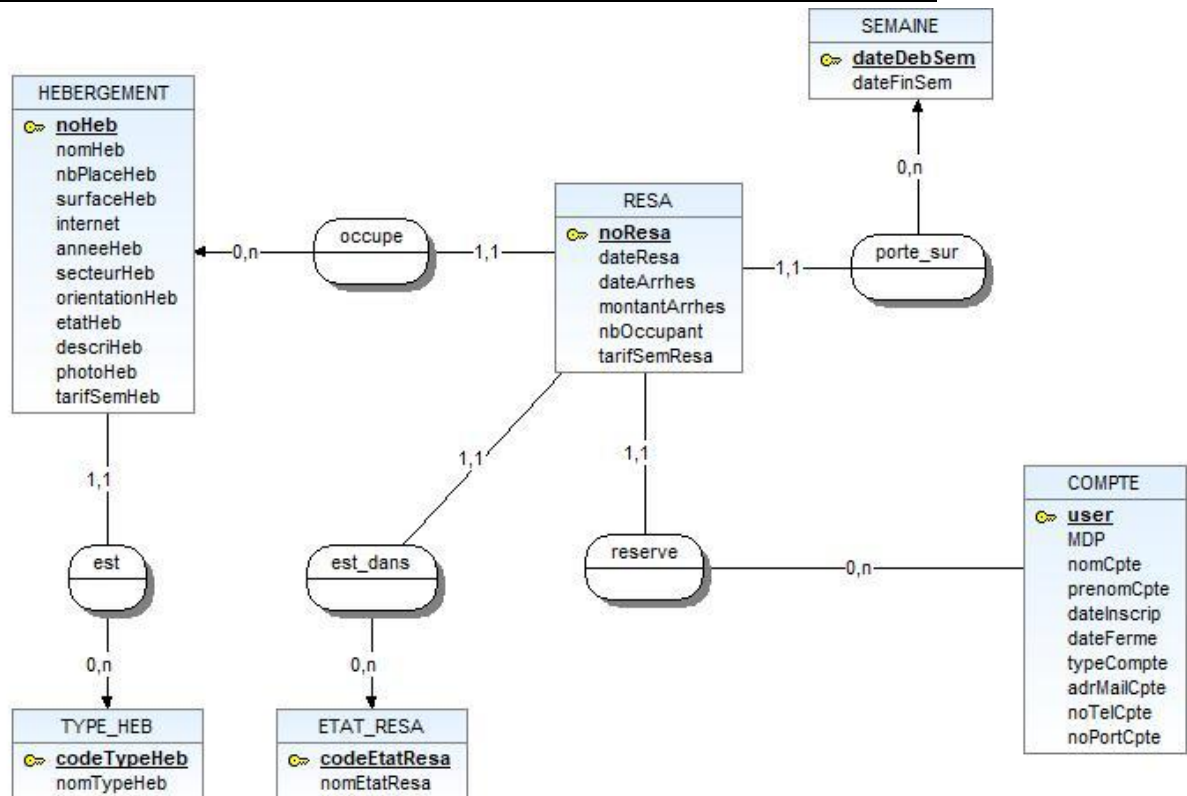 SEMAINE
dateDebSem
dateFinSem
HEBERGEMENT
noHeb
nomHeb
nbPlaceHeb
surfaceHeb
internet
anneeHeb
secteurHeb
orientationHeb
etatHeb
descriHeb
photoHeb
tarifSemHeb
0,n
occupe
1,1
RESA
noResa
dateResa
dateArrhes
montantArrhes
nbOccupant
tarifSemResa
1,1
porte_sur
0,n
1,1
est
0,n
TYPE_HEB
codeTypeHeb
nomTypeHeb
1,1
est_dans
0,n
ETAT_RESA
codeEtatResa
nomEtatResa
1,1
reserve
0,n
COMPTE
user
MDP
nomCpte
prenomCpte
dateInscrip
dateFerme
typeCompte
adrMailCpte
noTelCpte
noPortCpte